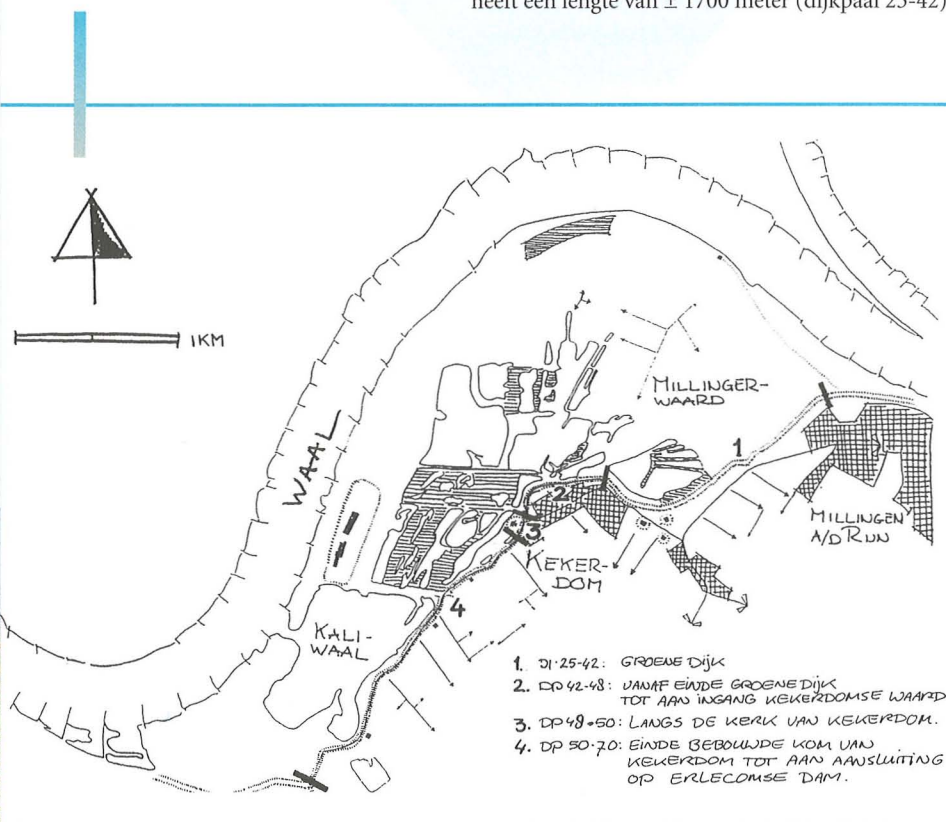 heeft een lengte van ± 1700 meter (dijkpaal 25-42)
1KM
WAAL
MILLINGER-
WAARD
1
2
3
KEKER-
DOM
MILLINGEN
A/D RIJN
4
KALI-
WAAL
1. DP·25-42: GROENE DIJK
2. DP 42-48: VANAF EINDE GROENE DIJK
TOT AAN INGANG KEKERDOMSE WAARD
3. DP 48-50: LANGS DE KERK VAN KEKERDOM.
4. DP 50-70: EINDE BEBOUWDE KOM VAN
KEKERDOM TOT AAN AANSLUITING
OP ERLECOMSE DAM.